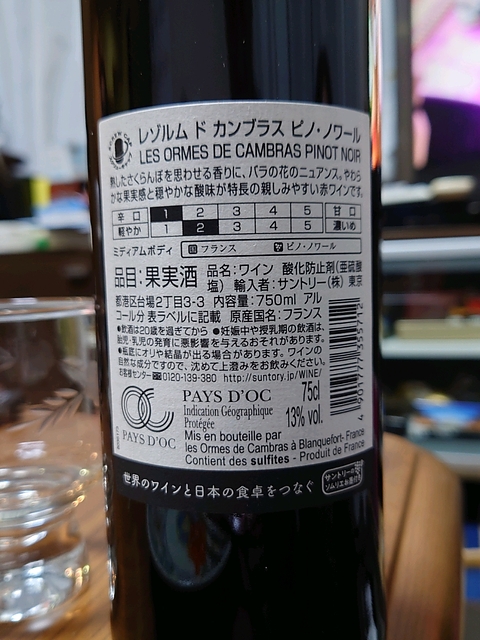 レゾルム ド カンブラス ピノ・ノワール
LES ORMES DE CAMBRAS PINOT NOIR
熟したさくらんぼを思わせる香りに、バラの花のニュアンス。やわら
かな果実感と穏やかな酸味が特長の親しみやすい赤ワインです。
辛口 1 2 3 4 5 甘口
軽やか 1 2 3 4 5 濃いめ
ミディアムボディ 国 フランス ピノ・ノワール
品目・果実酒 品名:ワイン 酸化防止剤(亜硫酸
塩) 輸入者:サントリー(株) 東京
都港区台場2丁目3-3 内容量:750ml アル
コール分 表ラベルに記載 原産国名:フランス
●飲酒は20歳を過ぎてから ●妊娠中や授乳期の飲酒は、
胎児・乳児の発育に悪影響を与えるおそれがあります。
●瓶底にオリや結晶が出る場合があります。ワインの
自然な成分ですので、沈めて上澄みをお飲みください。
お客様センター 0120-139-380 http://suntory.jp/WINE/
4 901777 355712
PAYS D'OC
PAYS D'OC
Indication Géographique
Protégée
75cl
13% vol.
Mis en bouteille par
les Ormes de Cambras à Blanquefort- France
Contient des sulfites - Produit de France
世界のワインと日本の食卓をつなぐ
サントリーの